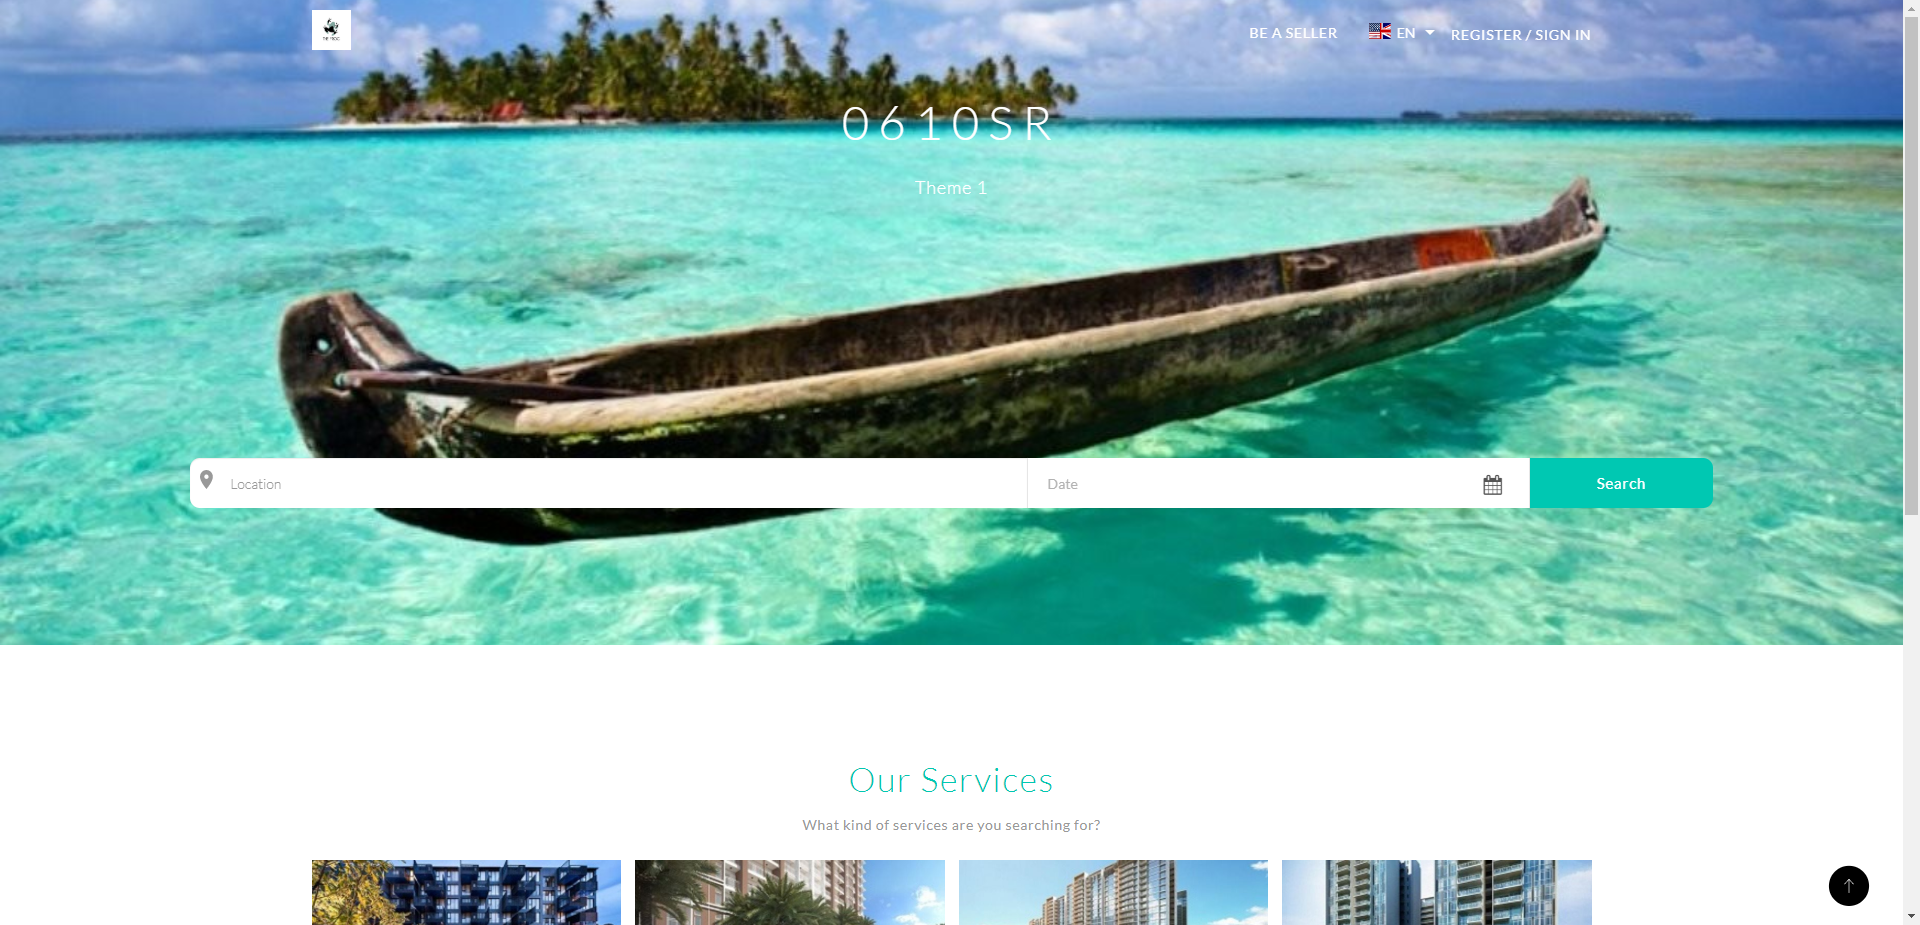 BE A SELLER
EN
REGISTER / SIGN IN
0610SR
Theme 1
Location
Date
Search
Our Services
What kind of services are you searching for?